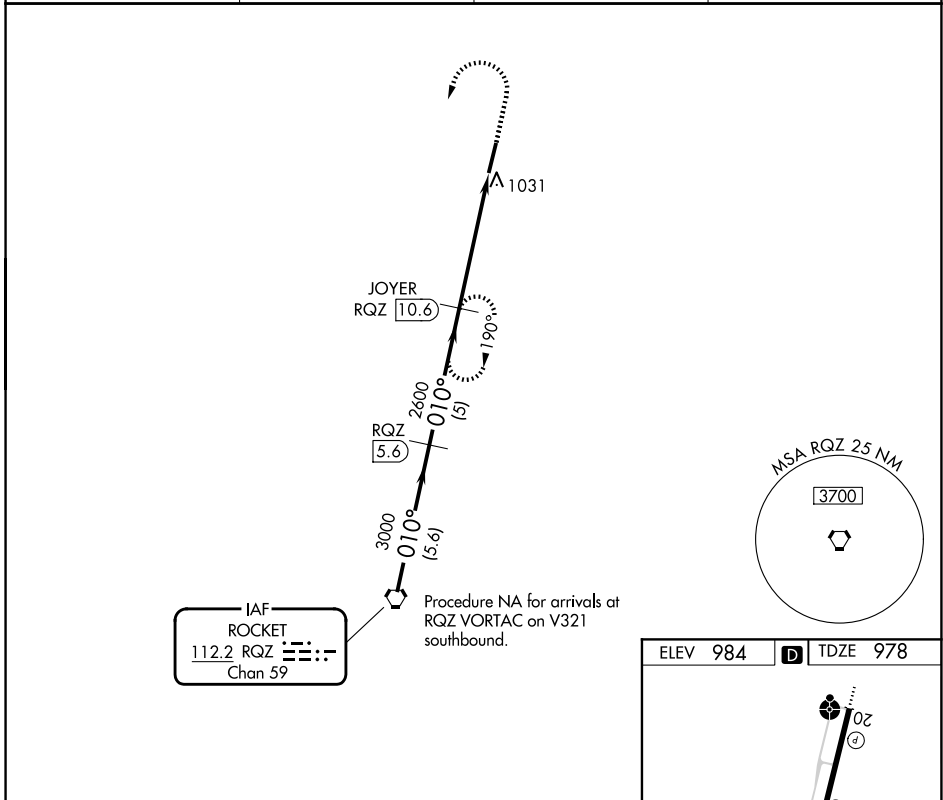 1031
JOYER
RQZ 10.6
190°
2600
010°
(5)
RQZ
5.6
MSA RQZ 25 NM
3700
3000
010°
(5.6)
IAF
ROCKET
112.2 RQZ
Chan 59
Procedure NA for arrivals at
RQZ VORTAC on V321
southbound.
ELEV 984 D TDZE 978
20
P